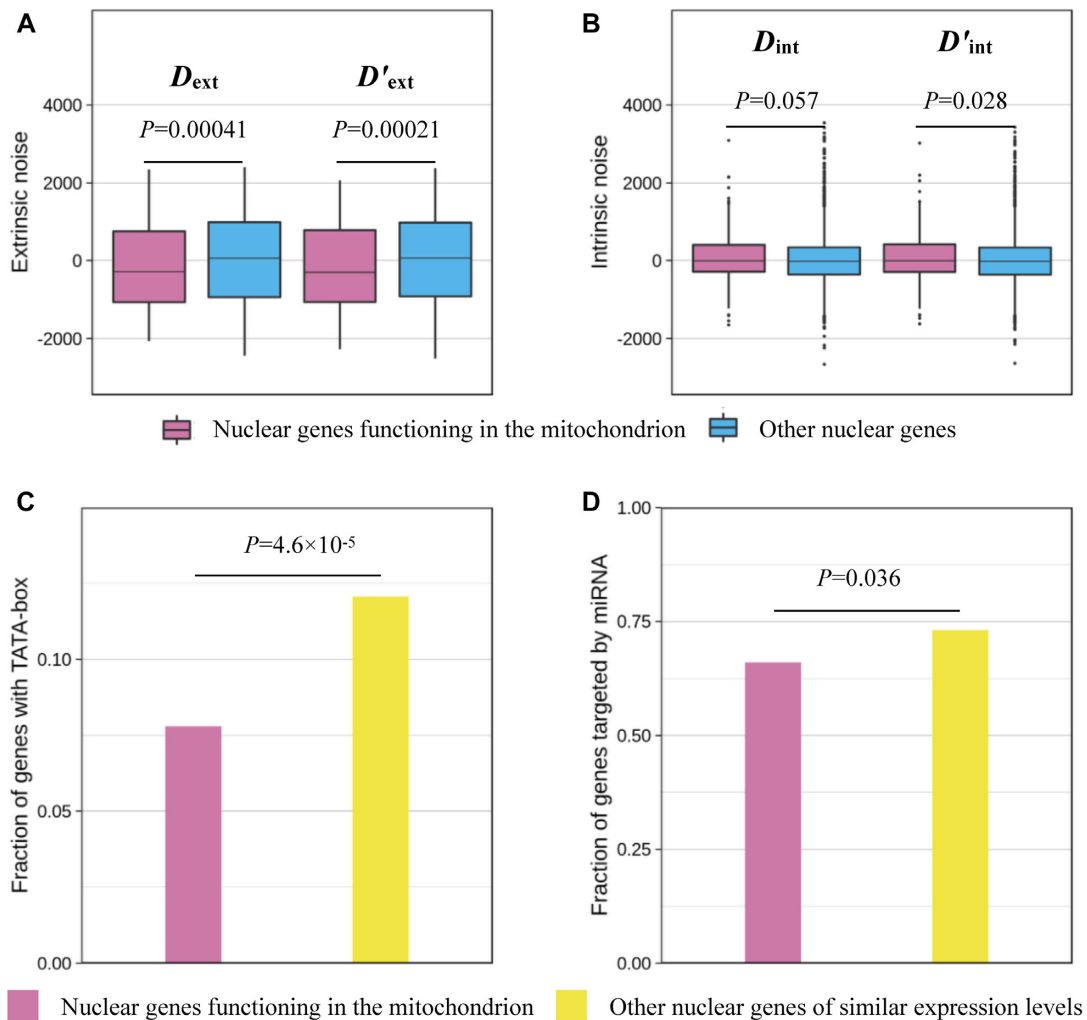 A
Dext D'ext
P=0.00041 P=0.00021
Extrinsic noise
4000
2000
0
-2000
B
Dint D'int
P=0.057 P=0.028
Intrinsic noise
4000
2000
0
-2000
Nuclear genes functioning in the mitochondrion Other nuclear genes
C
P=4.6×10⁻⁵
Fraction of genes with TATA-box
0.10
0.05
0.00
D
P=0.036
Fraction of genes targeted by miRNA
1.00
0.75
0.50
0.25
0.00
Nuclear genes functioning in the mitochondrion Other nuclear genes of similar expression levels